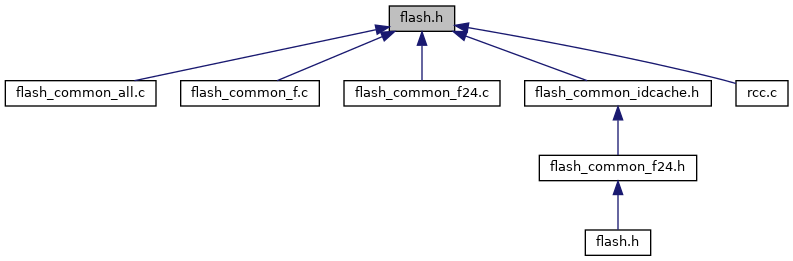 flash.h
flash_common_all.c
flash_common_f.c
flash_common_f24.c
flash_common_idcache.h
rcc.c
flash_common_f24.h
flash.h